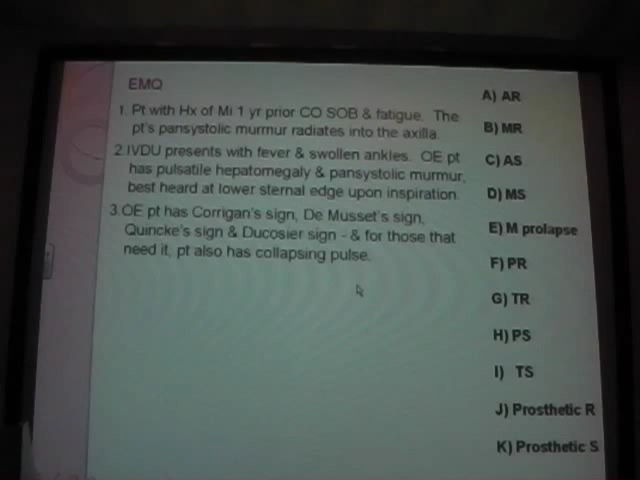 EMQ
1. Pt with Hx of Mi 1 yr prior CO SOB & fatigue. The
pt's pansystolic murmur radiates into the axilla.
2.IVDU presents with fever & swollen ankles. OE pt
has pulsatile hepatomegaly & pansystolic murmur,
best heard at lower sternal edge upon inspiration.
3.OE pt has Corrigan's sign, De Musset's sign,
Quincke's sign & Ducosier sign - & for those that
need it, pt also has collapsing pulse.
A) AR
B) MR
C) AS
D) MS
E) M prolapse
F) PR
G) TR
H) PS
I) TS
J) Prosthetic R
K) Prosthetic S